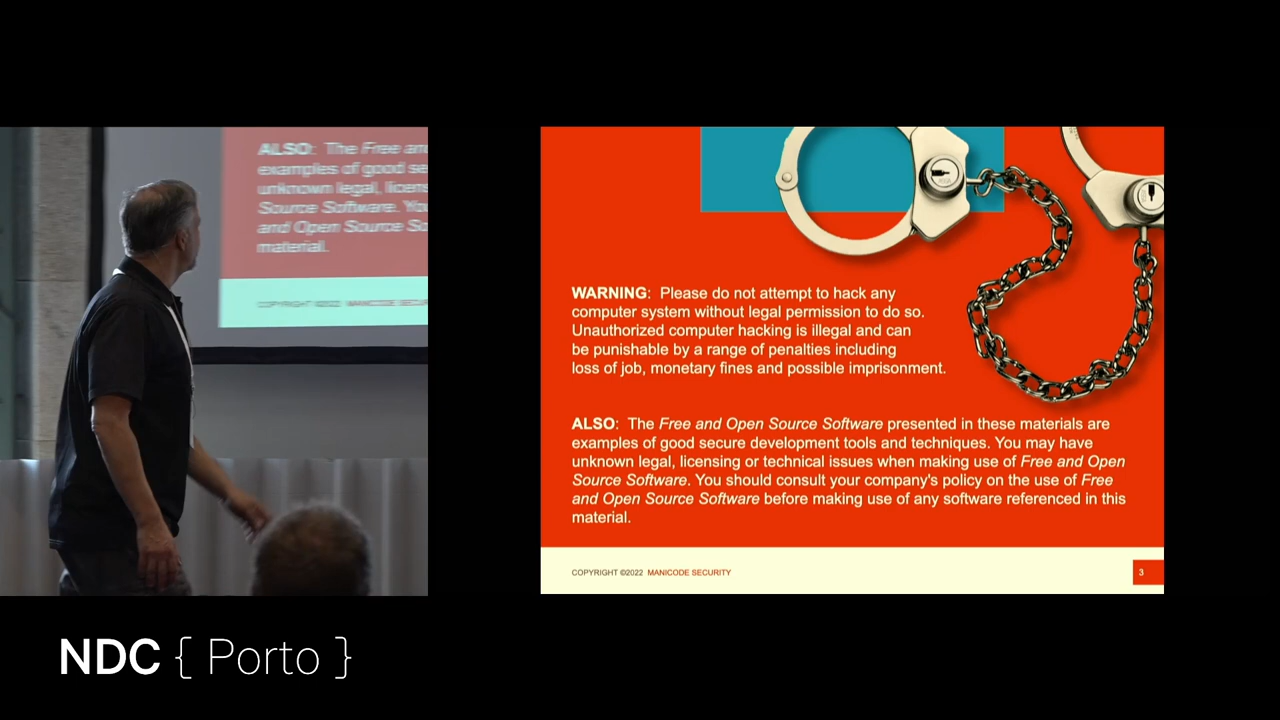 ALSO: The Free an
examples of good se
unknown legal, licens
Source Software. Yo
and Open Source So
material.
COPYRIGHT ©2022 MANICODE SECU
WARNING: Please do not attempt to hack any
computer system without legal permission to do so.
Unauthorized computer hacking is illegal and can
be punishable by a range of penalties including
loss of job, monetary fines and possible imprisonment.
ALSO: The Free and Open Source Software presented in these materials are
examples of good secure development tools and techniques. You may have
unknown legal, licensing or technical issues when making use of Free and Open
Source Software. You should consult your company's policy on the use of Free
and Open Source Software before making use of any software referenced in this
material.
COPYRIGHT ©2022 MANICODE SECURITY
3
NDC { Porto }